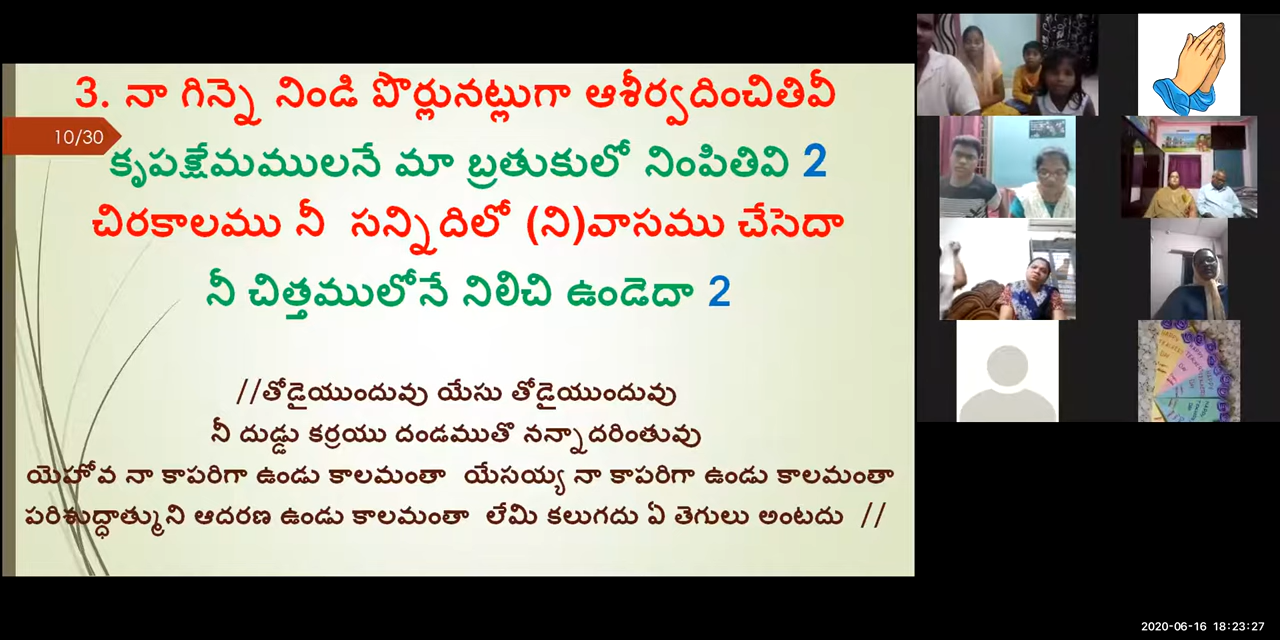 3. నా గిన్నె నిండి పొర్లునట్లుగా ఆశీర్వదించితివీ
10/30
కృపక్షేమములనే మా బ్రతుకులో నింపితివి 2
చిరకాలము నీ సన్నిదిలో (ని)వాసము చేసెదా
నీ చిత్తములోనే నిలిచి ఉండెదా 2
//తోడైయుందువు యేసు తోడైయుందువు
నీ దుడ్డు కర్రయు దండముతొ నన్నాదరింతువు
యెహోవ నా కాపరిగా ఉండు కాలమంతా యేసయ్య నా కాపరిగా ఉండు కాలమంతా
పరిశుద్ధాత్ముని ఆదరణ ఉండు కాలమంతా లేమి కలుగదు ఏ తెగులు అంటదు //
2020-06-16 18:23:27